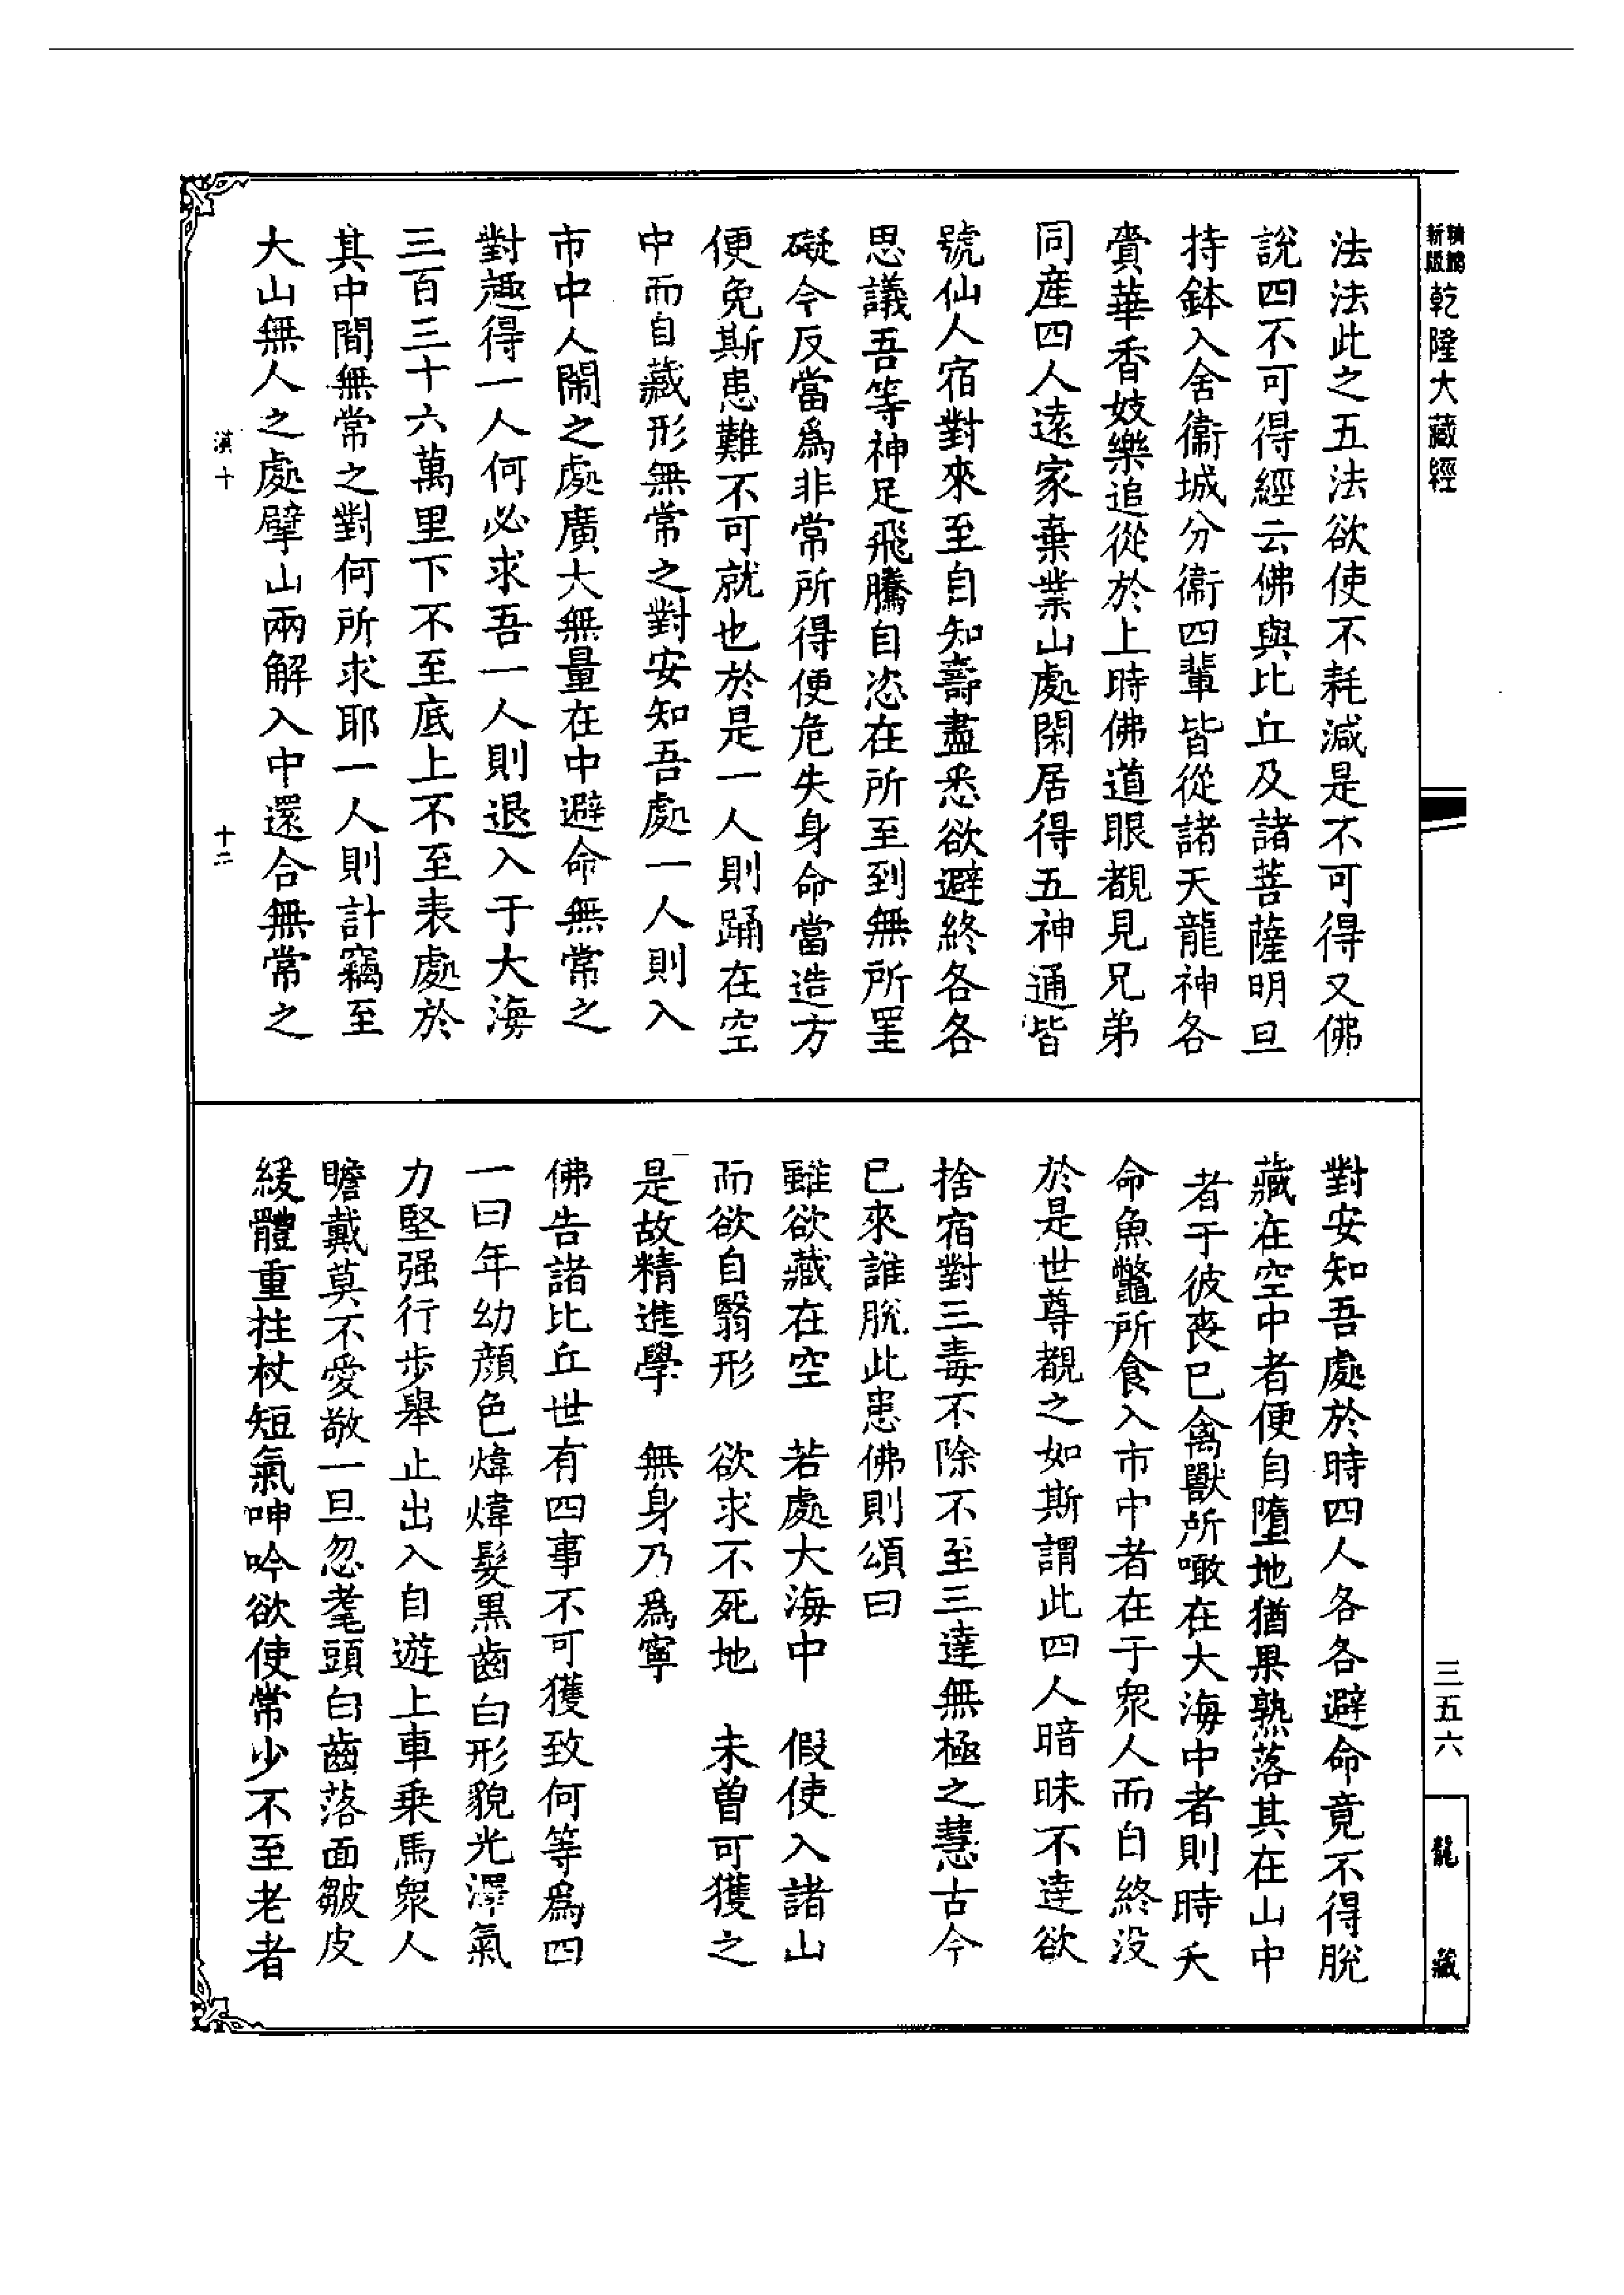 新版
精鐫
乾隆大藏經
法法此之五法欲使不耗減是不可得又佛
說四不可得經云佛與比丘及諸菩薩明旦
持鉢入舍衞城分衞四輩皆從諸天龍神各
賫華香妓樂追從於上時佛道眼覩見兄弟
同産四人遠家棄業山處閑居得五神通皆
號仙人宿對來至自知壽盡悉欲避終各各
思議吾等神足飛騰自恣在所至到無所罣
礙今反當爲非常所得便危失身命當造方
便免斯患難不可就也於是一人則踊在空
中而自藏形無常之對安知吾處一人則入
市中人閙之處廣大無量在中避命無常之
對趣得一人何必求吾一人則退入于大海
三百三十六萬里下不至底上不至表處於
其中間無常之對何所求耶一人則計竊至
大山無人之處擘山兩解入中還合無常之
十二
對安知吾處於時四人各各避命竟不得脫
藏在空中者便自墮地猶果熟落其在山中
者于彼喪已禽獸所噉在大海中者則時夭
命魚鼈所食入市中者在于衆人而自終没
於是世尊覩之如斯謂此四人暗昧不達欲
捨宿對三毒不除不至三達無極之慧古今
已來誰脫此患佛則頌曰
雖欲藏在空　若處大海中　假使入諸山
而欲自翳形　欲求不死地　未曽可獲之
是故精進學　無身乃爲寧
佛告諸比丘世有四事不可獲致何等爲四
一曰年幼顔色煒煒髮黒齒白形貌光澤氣
力堅强行步舉止出入自遊上車乗馬衆人
瞻戴莫不愛敬一旦忽耄頭白齒落面皺皮
緩體重拄杖短氣呻吟欲使常少不至老者
三五六
龍藏